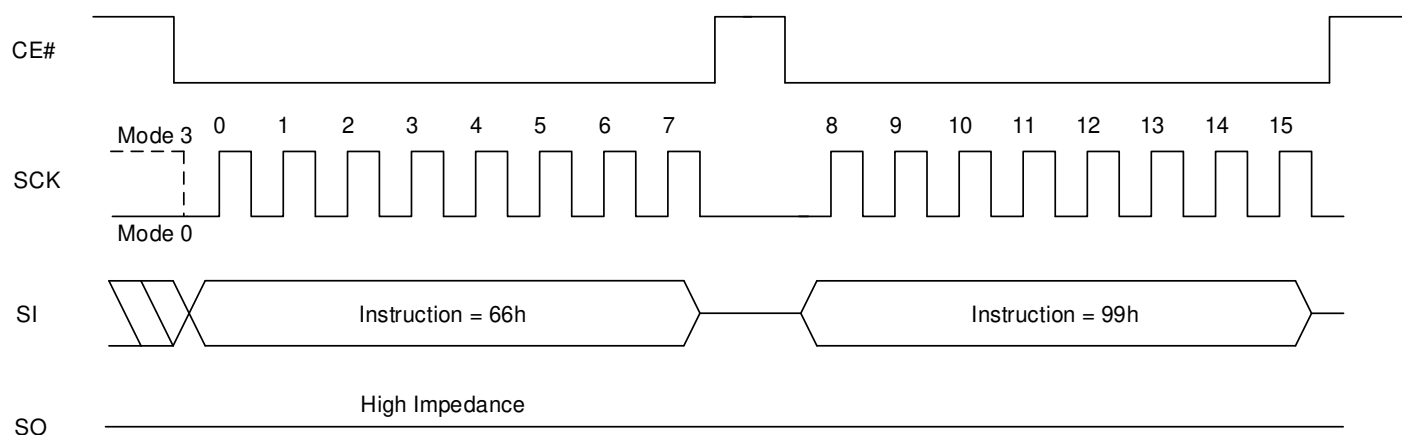 CE#
Mode 3 0 1 2 3 4 5 6 7 8 9 10 11 12 13 14 15
SCK
Mode 0
SI Instruction = 66h Instruction = 99h
High Impedance
SO